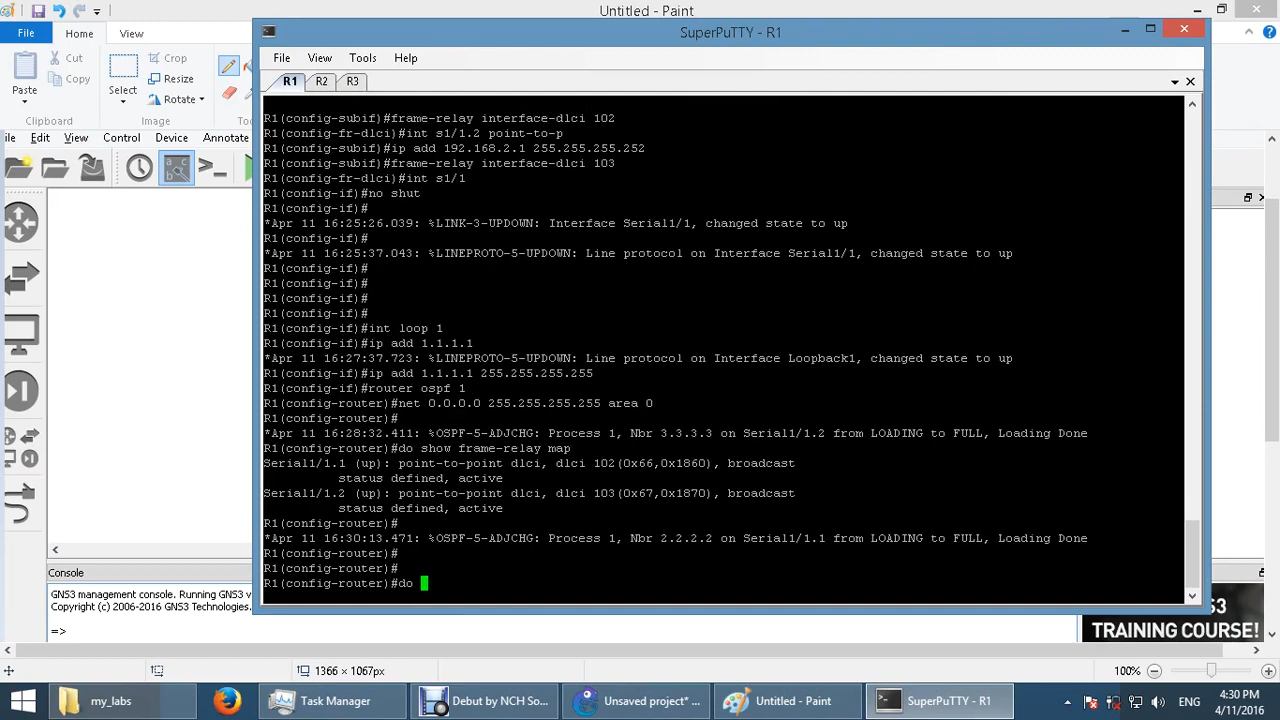 Untitled - Paint
File
Home
View
Cut
Copy
Paste
Crop
Resize
Rotate
Select
Image
File Edit View Control Device
SuperPuTTY - R1
File View Tools Help
R1 R2 R3
R1(config-subif)#frame-relay interface-dlci 102
R1(config-fr-dlci)#int s1/1.2 point-to-p
R1(config-subif)#ip add 192.168.2.1 255.255.255.252
R1(config-subif)#frame-relay interface-dlci 103
R1(config-fr-dlci)#int s1/1
R1(config-if)#no shut
R1(config-if)#
*Apr 11 16:25:26.039: %LINK-3-UPDOWN: Interface Serial1/1, changed state to up
R1(config-if)#
*Apr 11 16:25:37.043: %LINEPROTO-5-UPDOWN: Line protocol on Interface Serial1/1, changed state to up
R1(config-if)#
R1(config-if)#
R1(config-if)#
R1(config-if)#
R1(config-if)#int loop 1
R1(config-if)#ip add 1.1.1.1
*Apr 11 16:27:37.723: %LINEPROTO-5-UPDOWN: Line protocol on Interface Loopback1, changed state to up
R1(config-if)#ip add 1.1.1.1 255.255.255.255
R1(config-if)#router ospf 1
R1(config-router)#net 0.0.0.0 255.255.255.255 area 0
R1(config-router)#
*Apr 11 16:28:32.411: %OSPF-5-ADJCHG: Process 1, Nbr 3.3.3.3 on Serial1/1.2 from LOADING to FULL, Loading Done
R1(config-router)#do show frame-relay map
Serial1/1.1 (up): point-to-point dlci, dlci 102(0x66,0x1860), broadcast
status defined, active
Serial1/1.2 (up): point-to-point dlci, dlci 103(0x67,0x1870), broadcast
status defined, active
R1(config-router)#
*Apr 11 16:30:13.471: %OSPF-5-ADJCHG: Process 1, Nbr 2.2.2.2 on Serial1/1.1 from LOADING to FULL, Loading Done
R1(config-router)#
R1(config-router)#
R1(config-router)#do
Console
GNS3 management console. Running GNS3 v
Copyright (c) 2006-2016 GNS3 Technologies.
=>
TRAINING COURSE!
1366 × 1067px
100%
my_labs
Task Manager
Debut by NCH So...
Unsaved project*...
Untitled - Paint
SuperPuTTY - R1
ENG
4:30 PM
4/11/2016